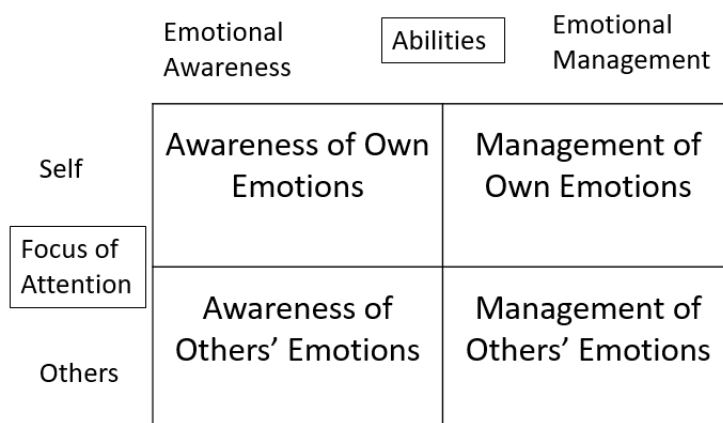 Emotional
Awareness
Abilities
Emotional
Management
Self
Awareness of Own
Emotions
Management of
Own Emotions
Focus of
Attention
Others
Awareness of
Others’ Emotions
Management of
Others’ Emotions